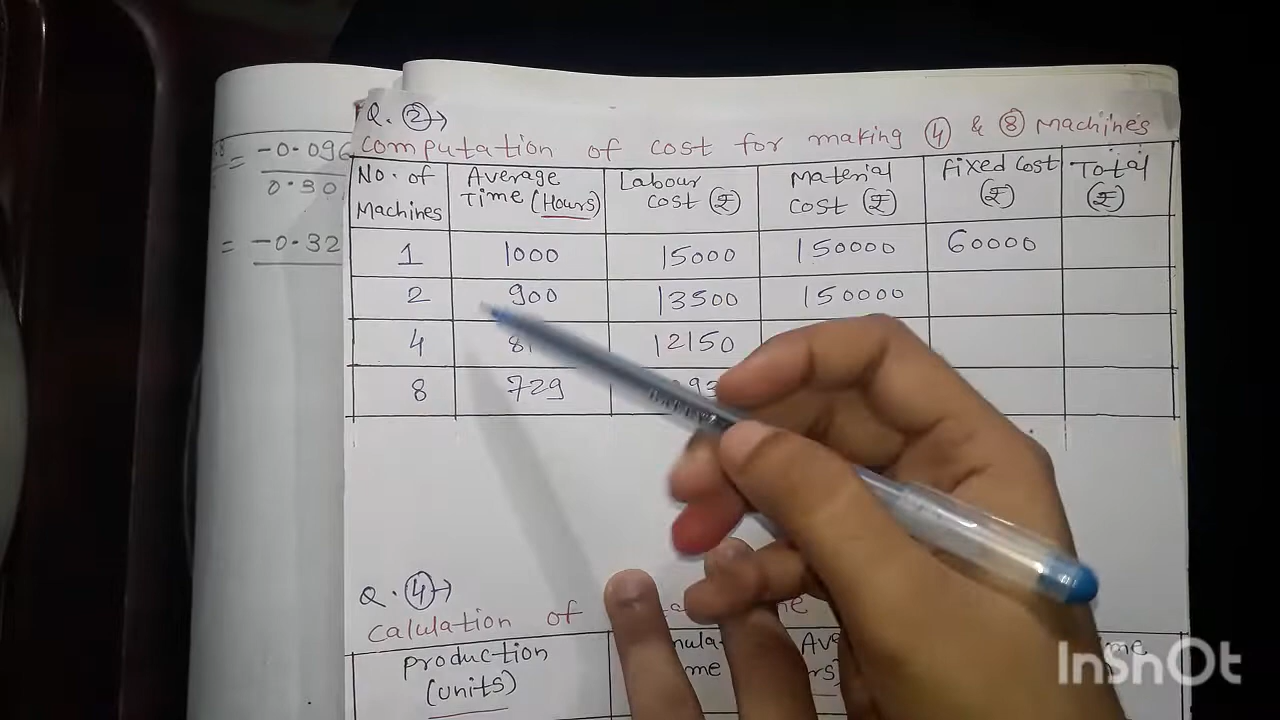 Q. ② →
Computation of cost for making ④ & ⑧ Machines
No. of Machines | Average Time (Hours) | Labour cost (₹) | Material cost (₹) | Fixed Cost (₹) | Total (₹)
1 | 1000 | 15000 | 150000 | 60000
2 | 900 | 13500 | 150000
4 | 12150
8 | 729
-0.096
= 0.30
= -0.32
Q. ④ →
Calulation of
Production (units)
InShOt